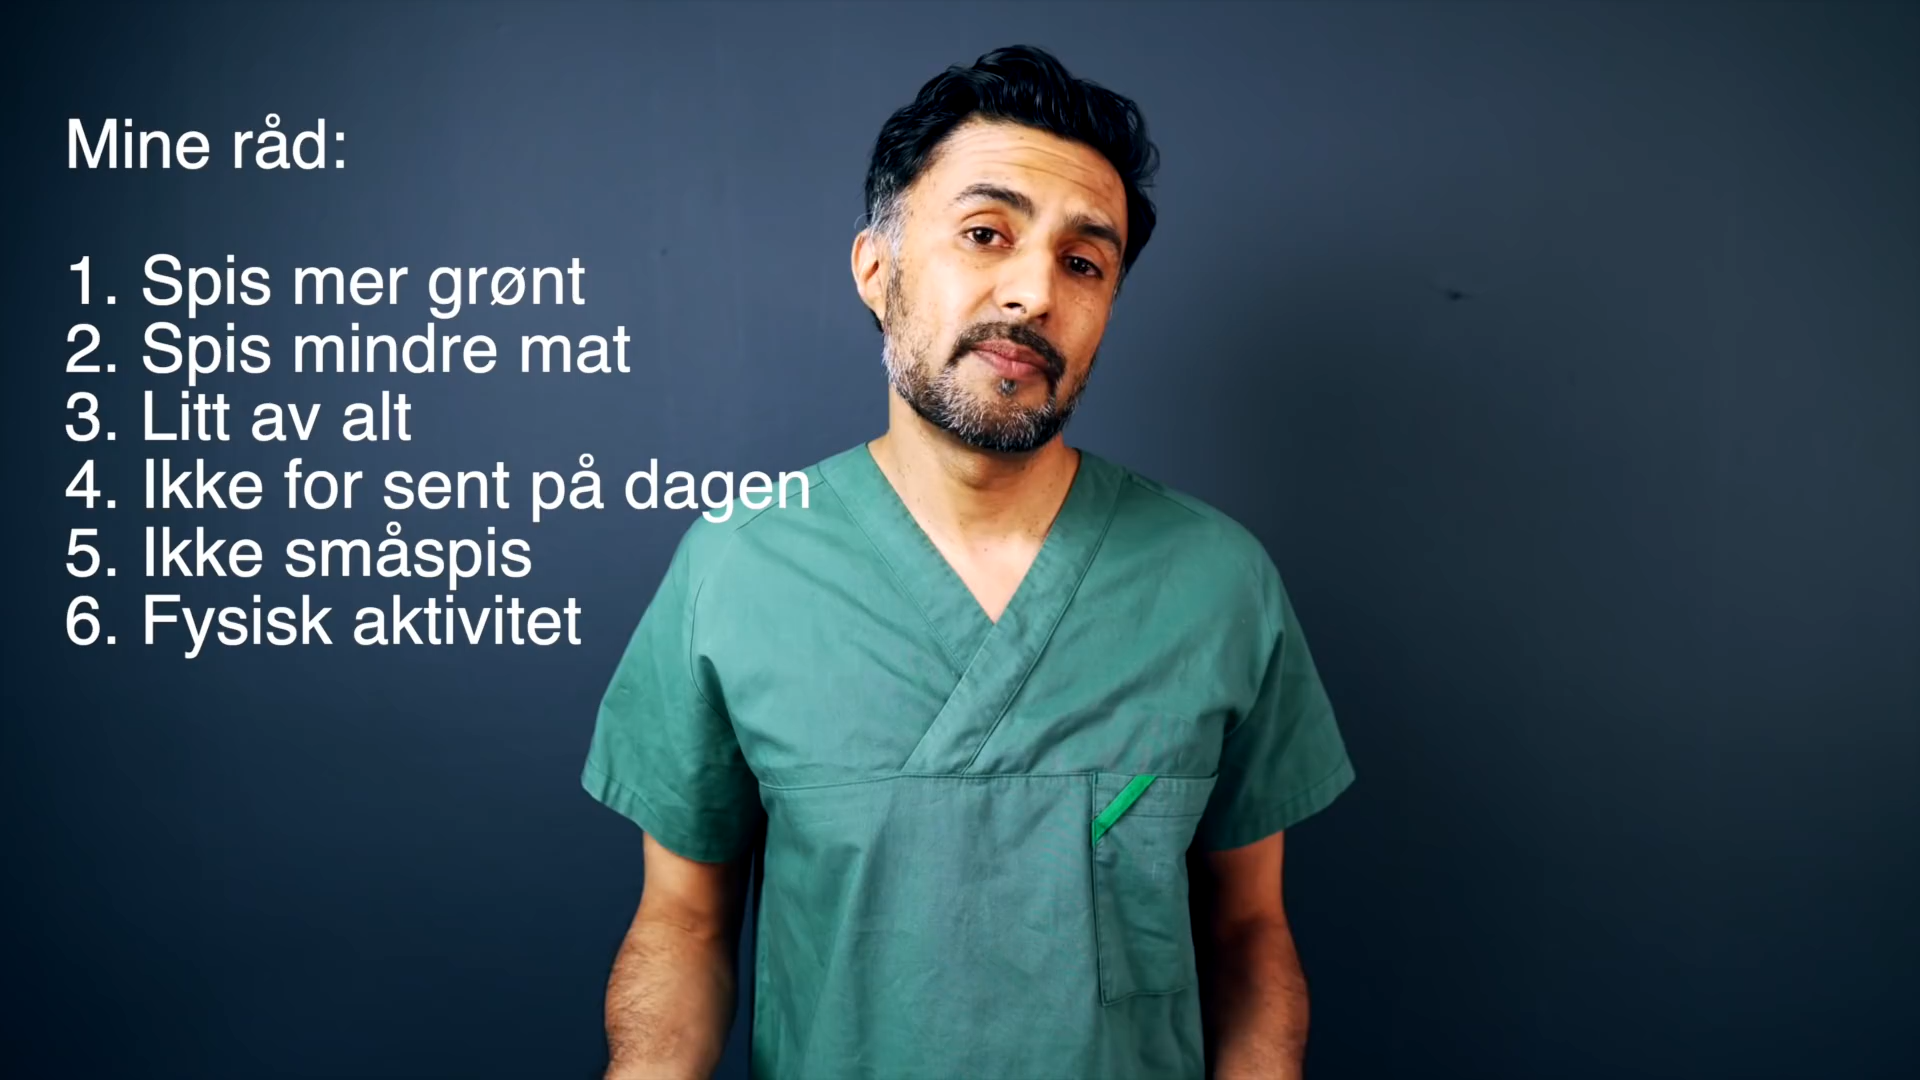 Mine råd:
1. Spis mer grønt
2. Spis mindre mat
3. Litt av alt
4. Ikke for sent på dagen
5. Ikke småspis
6. Fysisk aktivitet